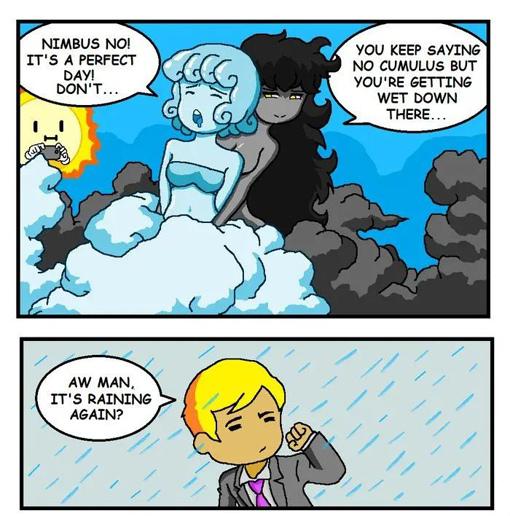 NIMBUS NO!
IT'S A PERFECT
DAY!
DON'T...
YOU KEEP SAYING
NO CUMULUS BUT
YOU'RE GETTING
WET DOWN
THERE...
AW MAN,
IT'S RAINING
AGAIN?